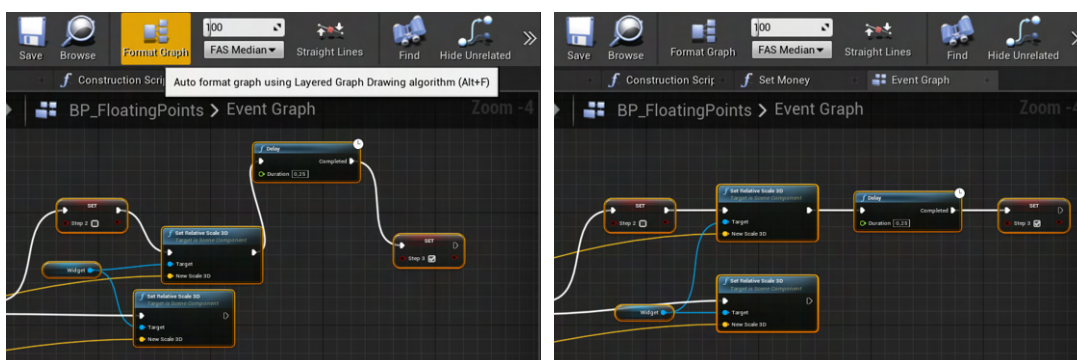 100
FAS Median
Save
Browse
Format Graph
Straight Lines
Find
Hide Unrelated
f Construction Scrip
Auto format graph using Layered Graph Drawing algorithm (Alt+F)
BP_FloatingPoints > Event Graph
Zoom -4
f Delay
Completed
Duration 0,25
SET
Step 2
f Set Relative Scale 3D
Target is Scene Component
Target
New Scale 3D
Widget
SET
Step 3
f Set Relative Scale 3D
Target is Scene Component
Target
New Scale 3D
100
FAS Median
Save
Browse
Format Graph
Straight Lines
Find
Hide Unrelated
f Construction Scrip
f Set Money
Event Graph
BP_FloatingPoints > Event Graph
Zoom -4
SET
Step 2
f Set Relative Scale 3D
Target is Scene Component
Target
New Scale 3D
f Delay
Completed
Duration 0,25
SET
Step 3
f Set Relative Scale 3D
Target is Scene Component
Target
New Scale 3D
Widget